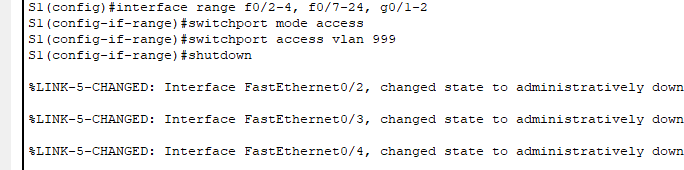 S1(config)#interface range f0/2-4, f0/7-24, g0/1-2
S1(config-if-range)#switchport mode access
S1(config-if-range)#switchport access vlan 999
S1(config-if-range)#shutdown
%LINK-5-CHANGED: Interface FastEthernet0/2, changed state to administratively down
%LINK-5-CHANGED: Interface FastEthernet0/3, changed state to administratively down
%LINK-5-CHANGED: Interface FastEthernet0/4, changed state to administratively down